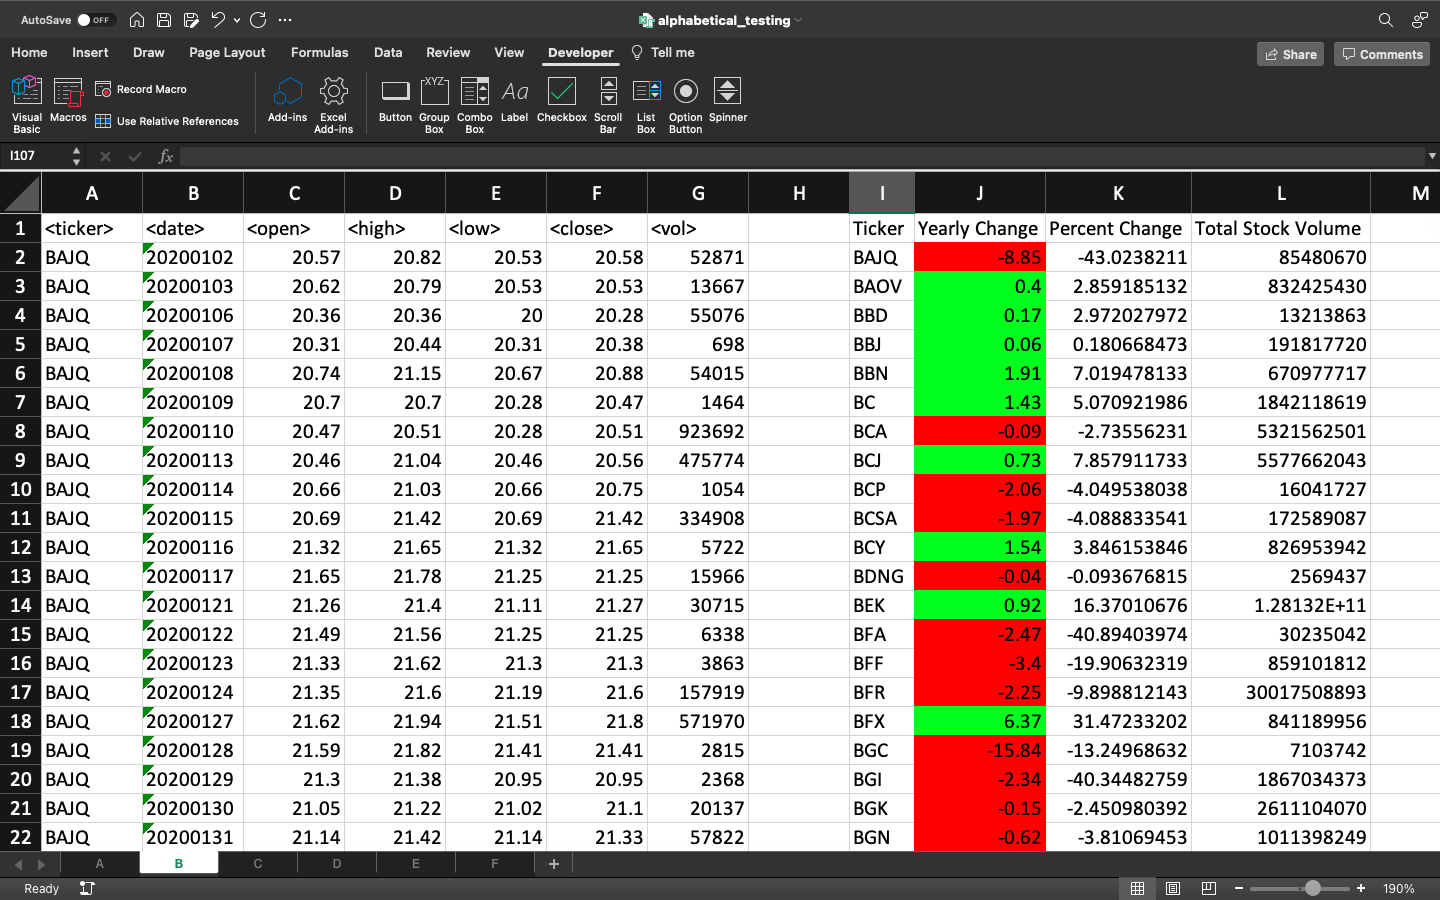 AutoSave OFF alphabetical_testing
Home Insert Draw Page Layout Formulas Data Review View Developer Tell me Share Comments
Visual Basic Macros Record Macro Use Relative References Add-ins Excel Add-ins Button Group Box Combo Box Label Checkbox Scroll Bar List Box Option Button Spinner
I107 fx
A B C D E F G H I J K L M
1 <ticker> <date> <open> <high> <low> <close> <vol> Ticker Yearly Change Percent Change Total Stock Volume
2 BAJQ 20200102 20.57 20.82 20.53 20.58 52871 BAJQ -8.85 -43.0238211 85480670
3 BAJQ 20200103 20.62 20.79 20.53 20.53 13667 BAOV 0.4 2.859185132 832425430
4 BAJQ 20200106 20.36 20.36 20 20.28 55076 BBD 0.17 2.972027972 13213863
5 BAJQ 20200107 20.31 20.44 20.31 20.38 698 BBJ 0.06 0.180668473 191817720
6 BAJQ 20200108 20.74 21.15 20.67 20.88 54015 BBN 1.91 7.019478133 670977717
7 BAJQ 20200109 20.7 20.7 20.28 20.47 1464 BC 1.43 5.070921986 1842118619
8 BAJQ 20200110 20.47 20.51 20.28 20.51 923692 BCA -0.09 -2.73556231 5321562501
9 BAJQ 20200113 20.46 21.04 20.46 20.56 475774 BCJ 0.73 7.857911733 5577662043
10 BAJQ 20200114 20.66 21.03 20.66 20.75 1054 BCP -2.06 -4.049538038 16041727
11 BAJQ 20200115 20.69 21.42 20.69 21.42 334908 BCSA -1.97 -4.088833541 172589087
12 BAJQ 20200116 21.32 21.65 21.32 21.65 5722 BCY 1.54 3.846153846 826953942
13 BAJQ 20200117 21.65 21.78 21.25 21.25 15966 BDNG -0.04 -0.093676815 2569437
14 BAJQ 20200121 21.26 21.4 21.11 21.27 30715 BEK 0.92 16.37010676 1.28132E+11
15 BAJQ 20200122 21.49 21.56 21.25 21.25 6338 BFA -2.47 -40.89403974 30235042
16 BAJQ 20200123 21.33 21.62 21.3 21.3 3863 BFF -3.4 -19.90632319 859101812
17 BAJQ 20200124 21.35 21.6 21.19 21.6 157919 BFR -2.25 -9.898812143 30017508893
18 BAJQ 20200127 21.62 21.94 21.51 21.8 571970 BFX 6.37 31.47233202 841189956
19 BAJQ 20200128 21.59 21.82 21.41 21.41 2815 BGC -15.84 -13.24968632 7103742
20 BAJQ 20200129 21.3 21.38 20.95 20.95 2368 BGI -2.34 -40.34482759 1867034373
21 BAJQ 20200130 21.05 21.22 21.02 21.1 20137 BGK -0.15 -2.450980392 2611104070
22 BAJQ 20200131 21.14 21.42 21.14 21.33 57822 BGN -0.62 -3.81069453 1011398249
A B C D E F +
Ready 190%